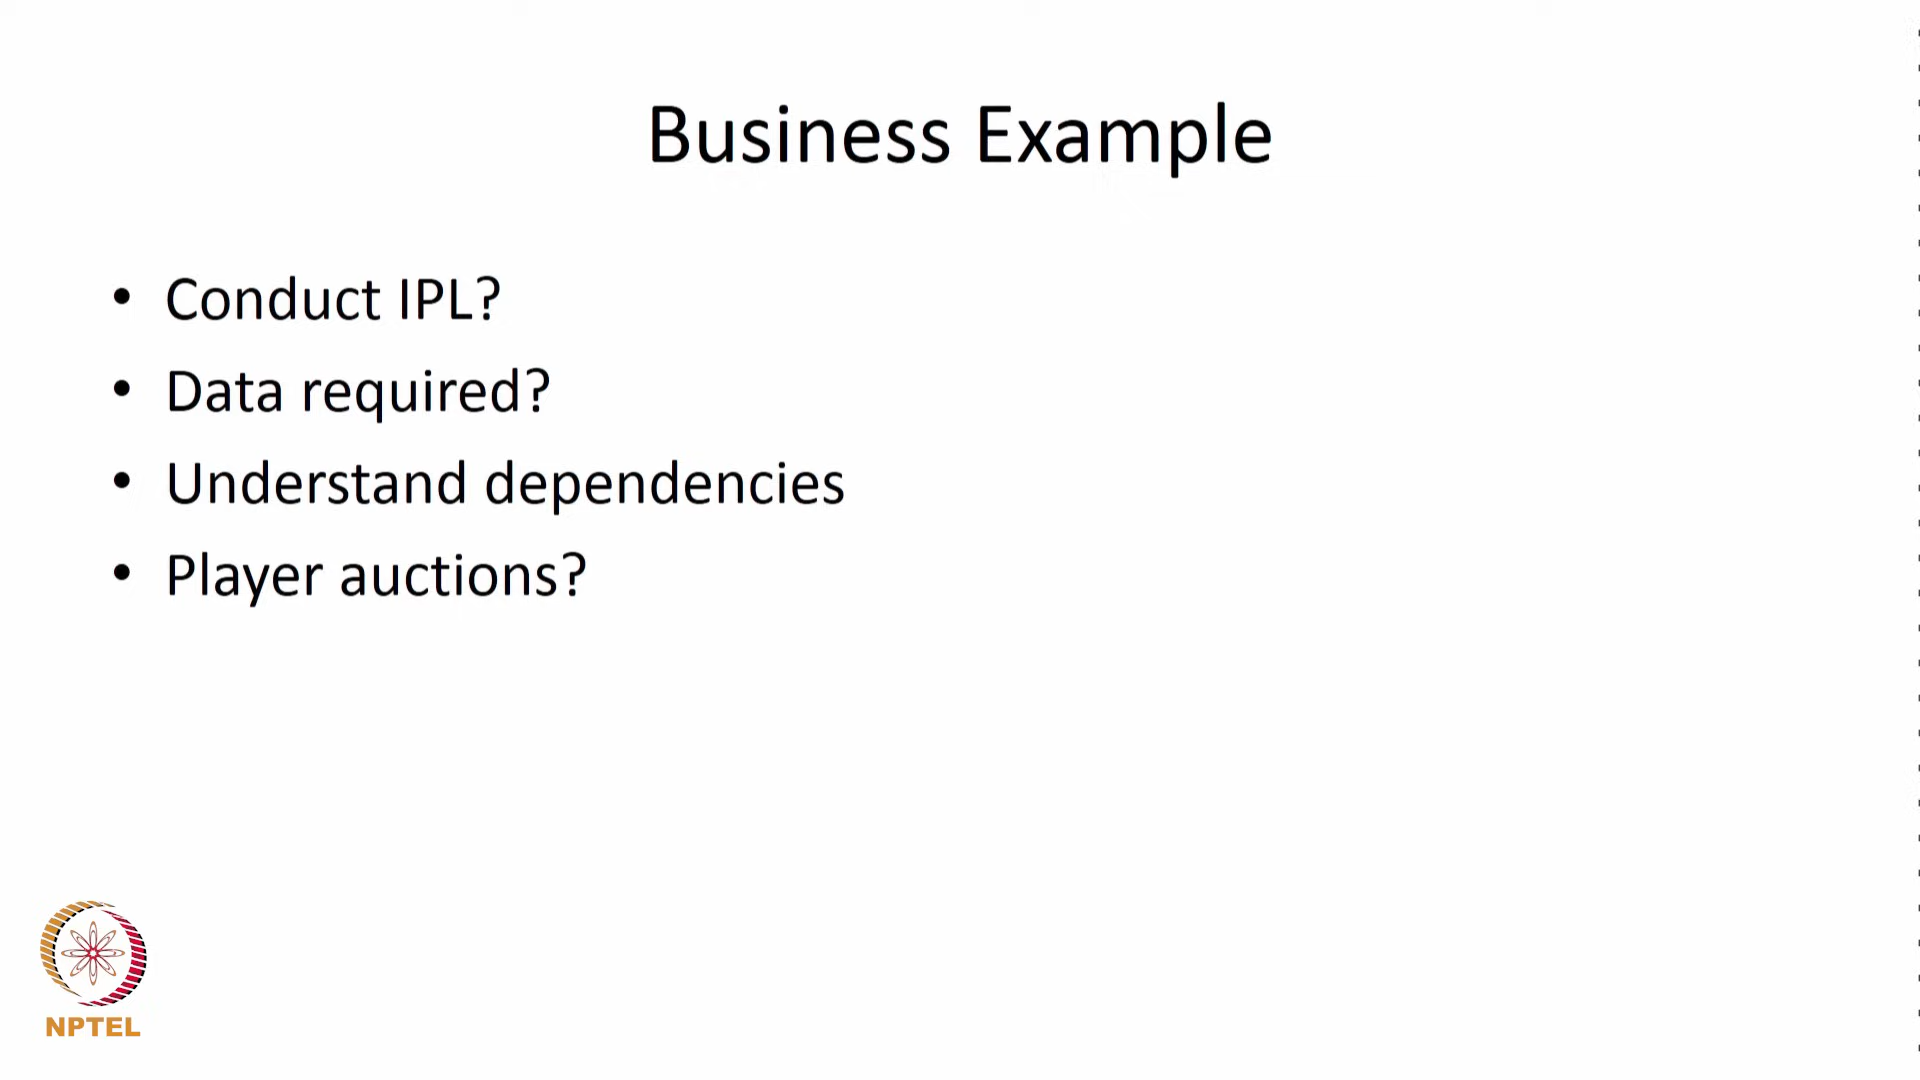 Business Example
• Conduct IPL?
• Data required?
• Understand dependencies
• Player auctions?
NPTEL